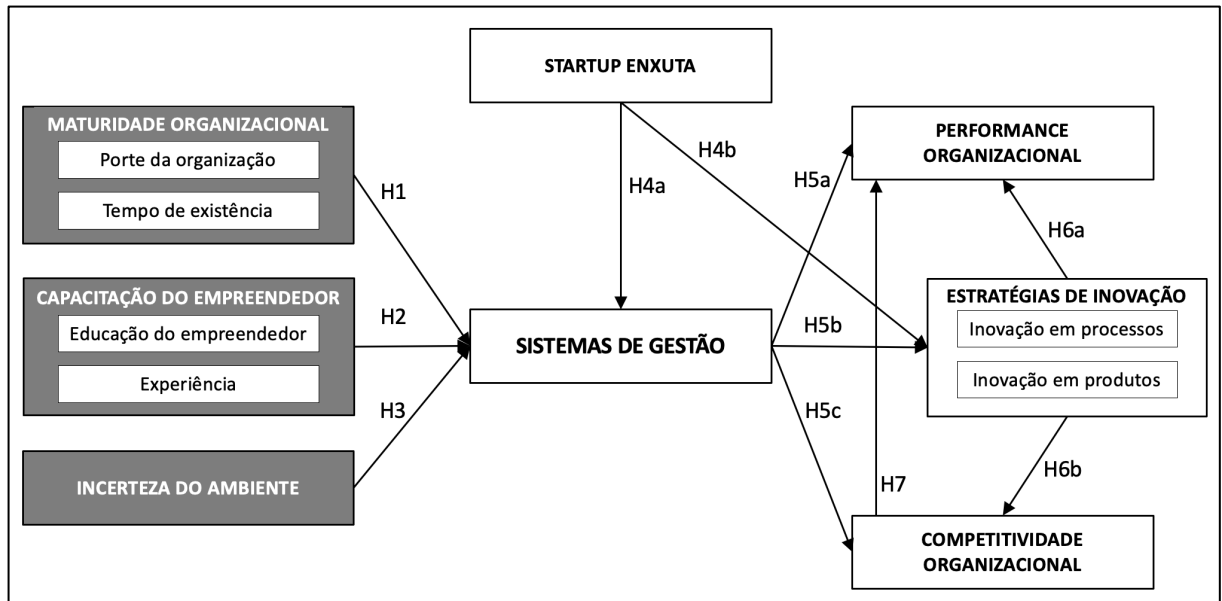 STARTUP ENXUTA
MATURIDADE ORGANIZACIONAL
Porte da organização
Tempo de existência
H1
H4a
H4b
H5a
PERFORMANCE
ORGANIZACIONAL
H6a
CAPACITAÇÃO DO EMPREENDEDOR
Educação do empreendedor
Experiência
H2
SISTEMAS DE GESTÃO
H5b
ESTRATÉGIAS DE INOVAÇÃO
Inovação em processos
Inovação em produtos
H3
H5c
H6b
H7
INCERTEZA DO AMBIENTE
COMPETITIVIDADE
ORGANIZACIONAL